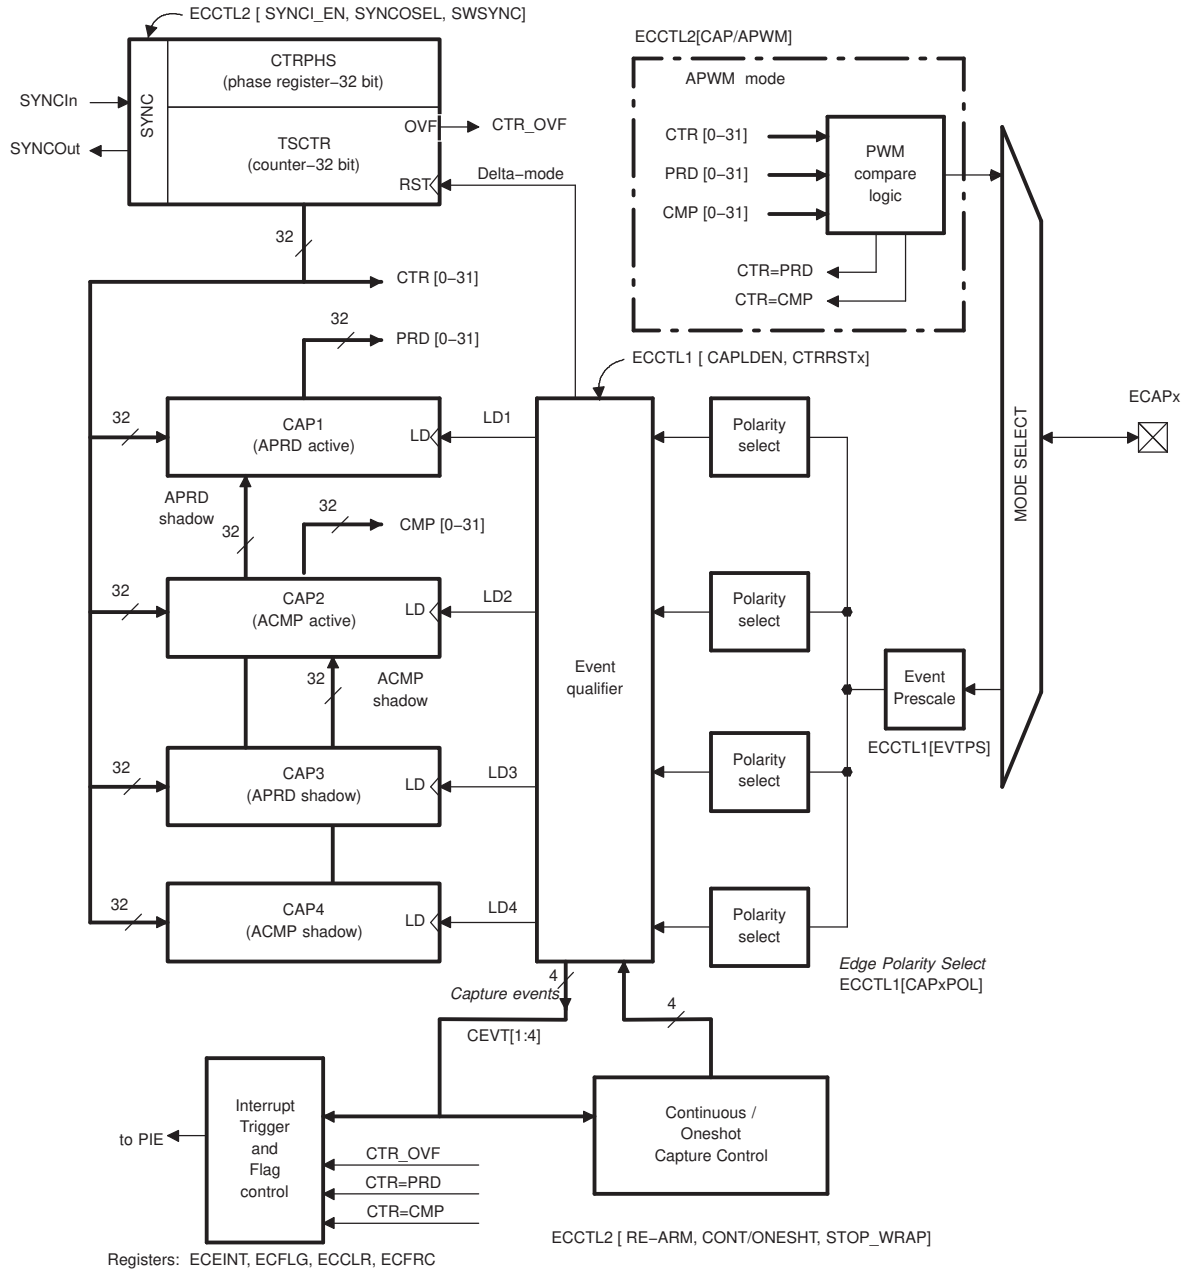 ECCTL2 [ SYNCI_EN, SYNCOSEL, SWSYNC]
SYNCIn
SYNCOut
SYNC
CTRPHS
(phase register−32 bit)
TSCTR
(counter−32 bit)
OVF
RST
CTR_OVF
Delta−mode
ECCTL2[CAP/APWM]
APWM mode
CTR [0−31]
PRD [0−31]
CMP [0−31]
PWM
compare
logic
CTR=PRD
CTR=CMP
32
CTR [0−31]
32
PRD [0−31]
ECCTL1 [ CAPLDEN, CTRRSTx]
32
CAP1
(APRD active)
LD
LD1
Polarity
select
MODE SELECT
ECAPx
APRD
shadow
32
32
CMP [0−31]
32
CAP2
(ACMP active)
LD
LD2
Polarity
select
Event
qualifier
32
ACMP
shadow
Event
Prescale
ECCTL1[EVTPS]
32
CAP3
(APRD shadow)
LD
LD3
Polarity
select
32
CAP4
(ACMP shadow)
LD
LD4
Polarity
select
Edge Polarity Select
ECCTL1[CAPxPOL]
4
Capture events
CEVT[1:4]
4
to PIE
Interrupt
Trigger
and
Flag
control
CTR_OVF
CTR=PRD
CTR=CMP
Continuous /
Oneshot
Capture Control
ECCTL2 [ RE−ARM, CONT/ONESHT, STOP_WRAP]
Registers: ECEINT, ECFLG, ECCLR, ECFRC